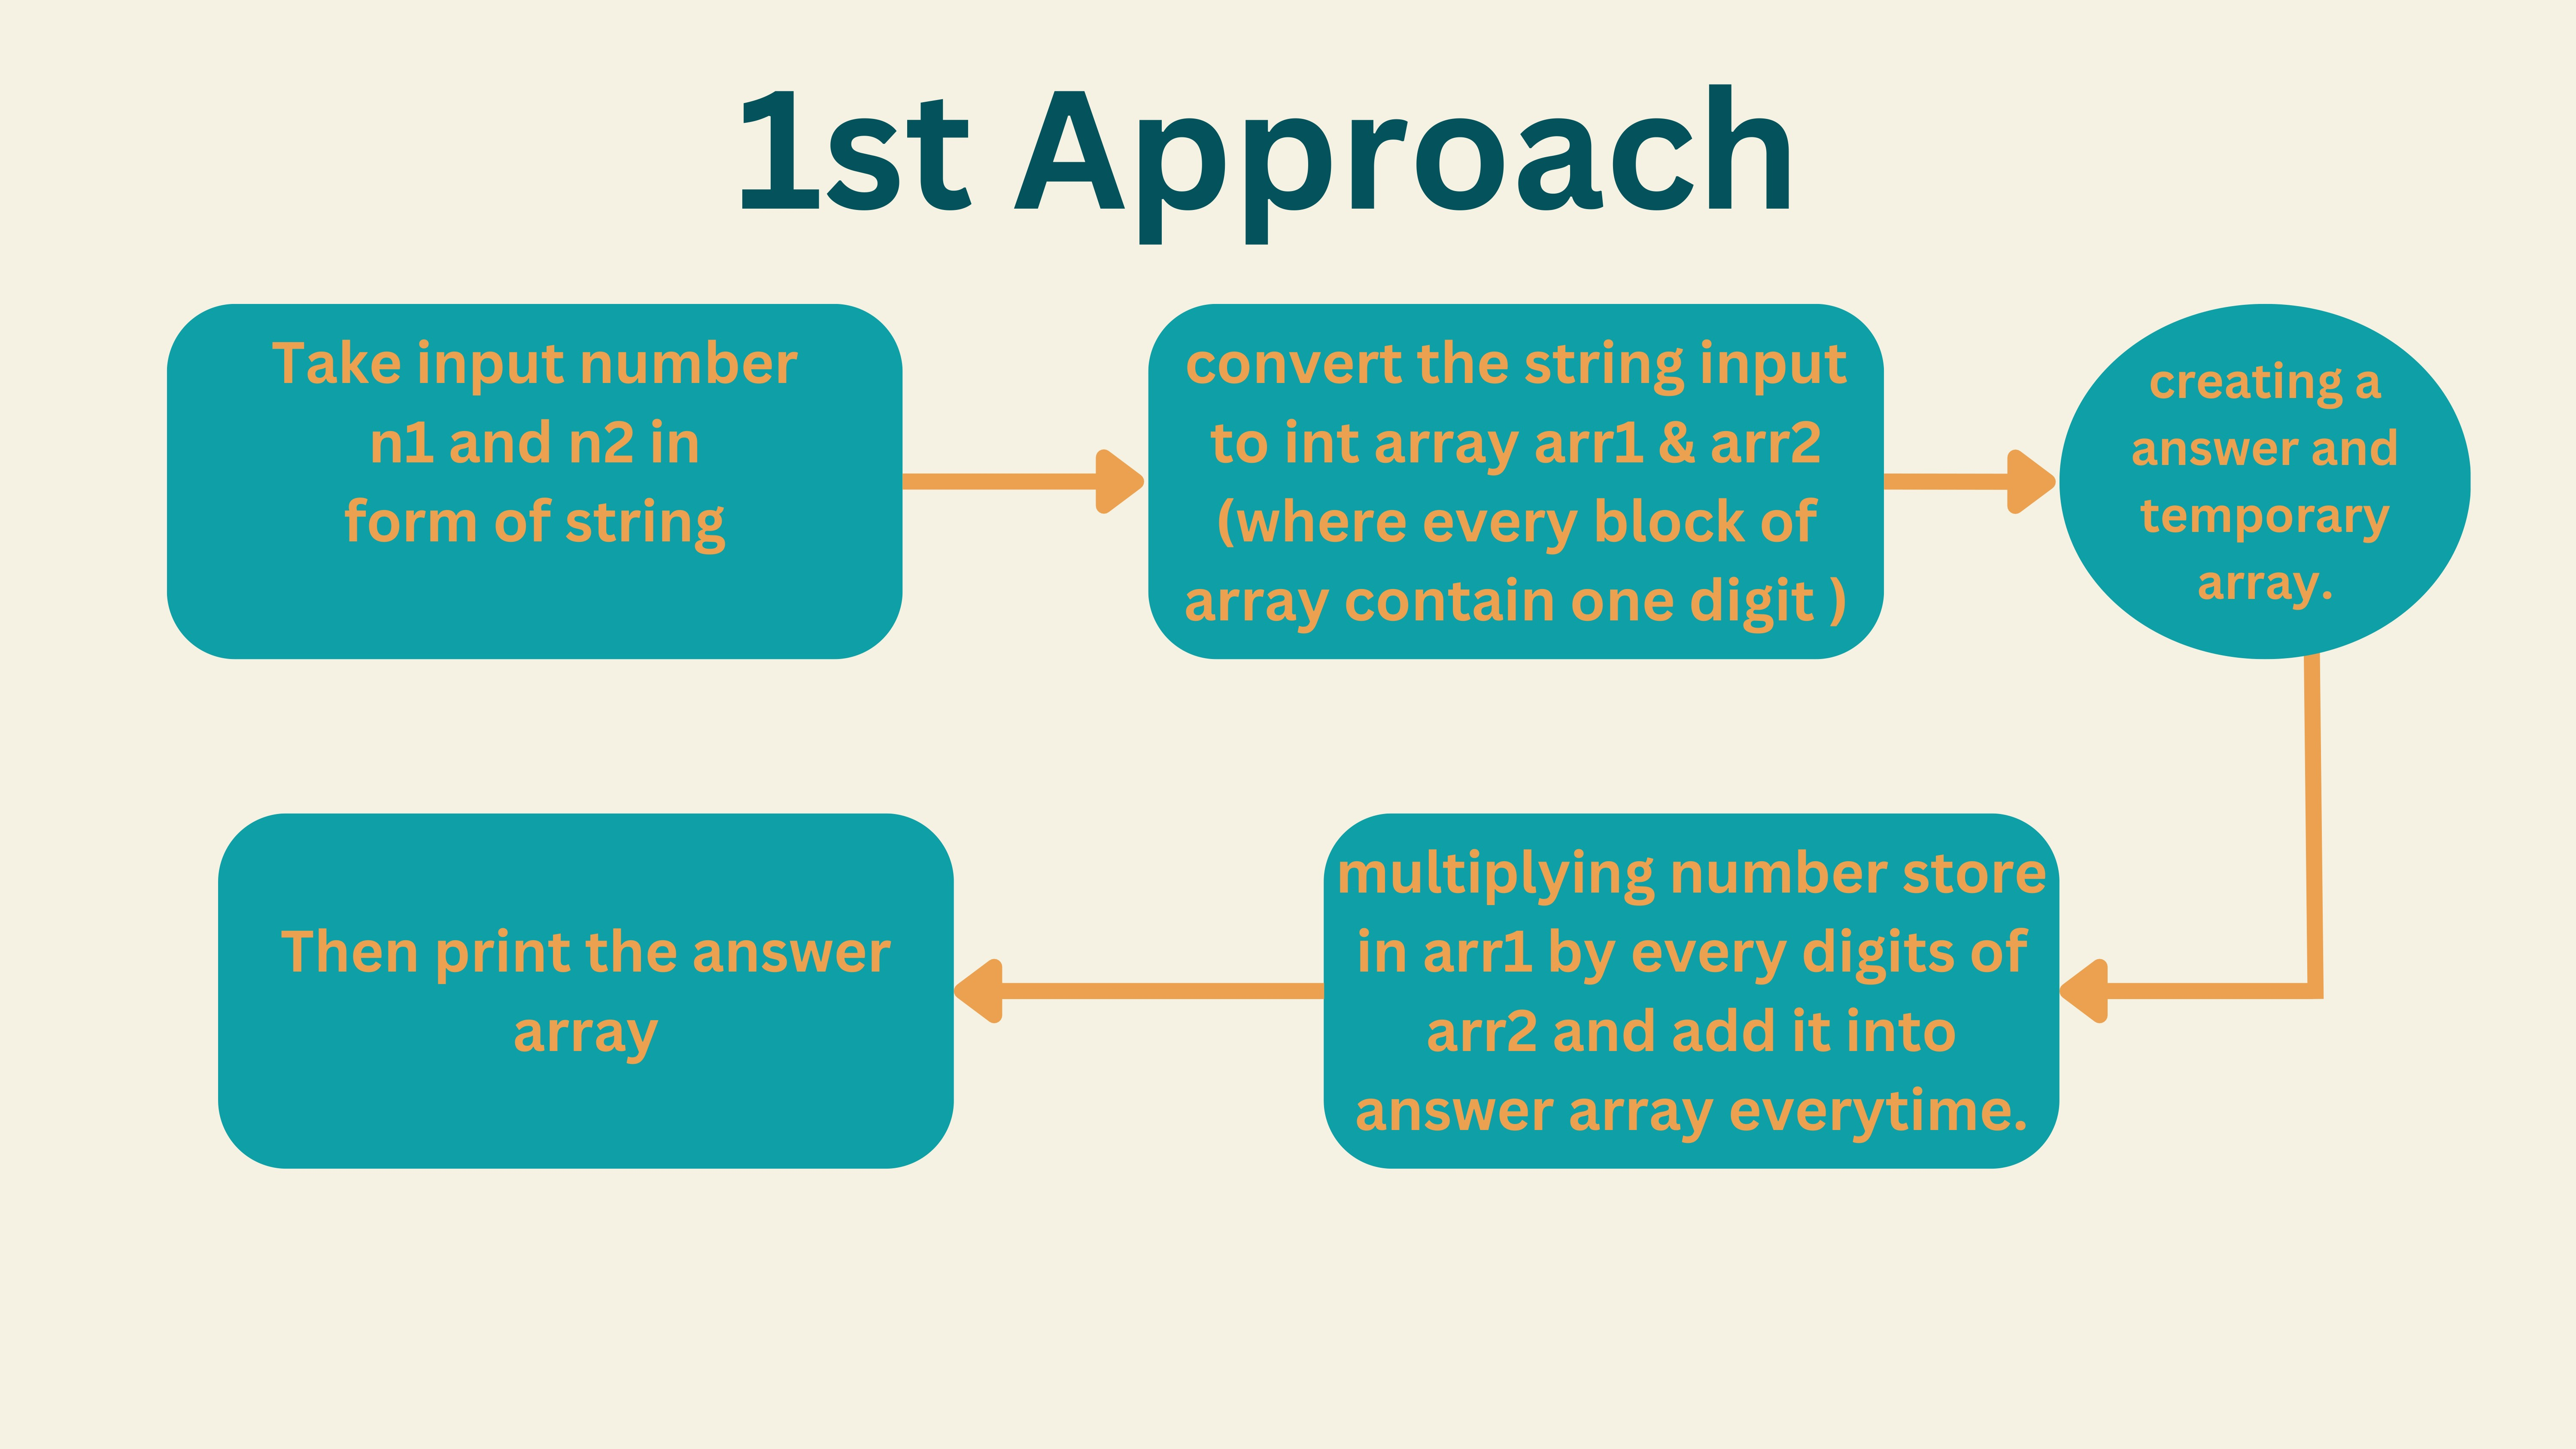 1st Approach
Take input number
n1 and n2 in
form of string
convert the string input
to int array arr1 & arr2
(where every block of
array contain one digit )
creating a
answer and
temporary
array.
multiplying number store
in arr1 by every digits of
arr2 and add it into
answer array everytime.
Then print the answer
array